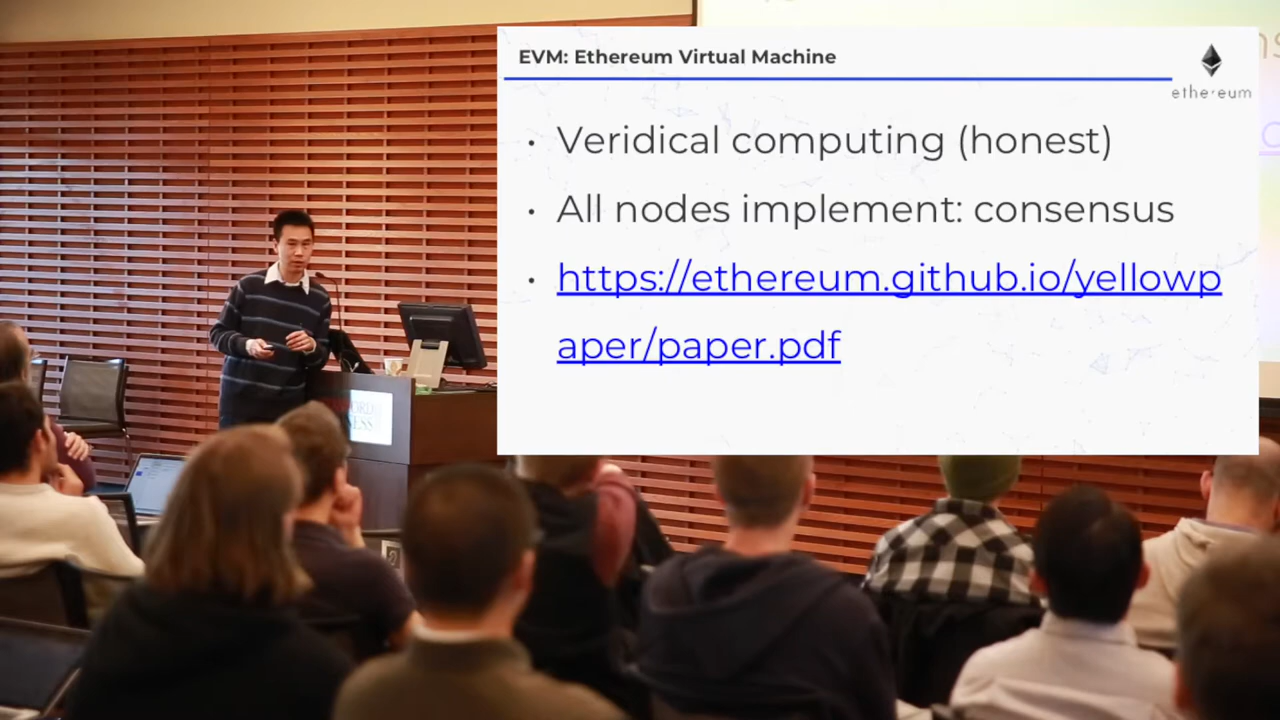 EVM: Ethereum Virtual Machine
ethereum
• Veridical computing (honest)
• All nodes implement: consensus
• https://ethereum.github.io/yellowp
aper/paper.pdf